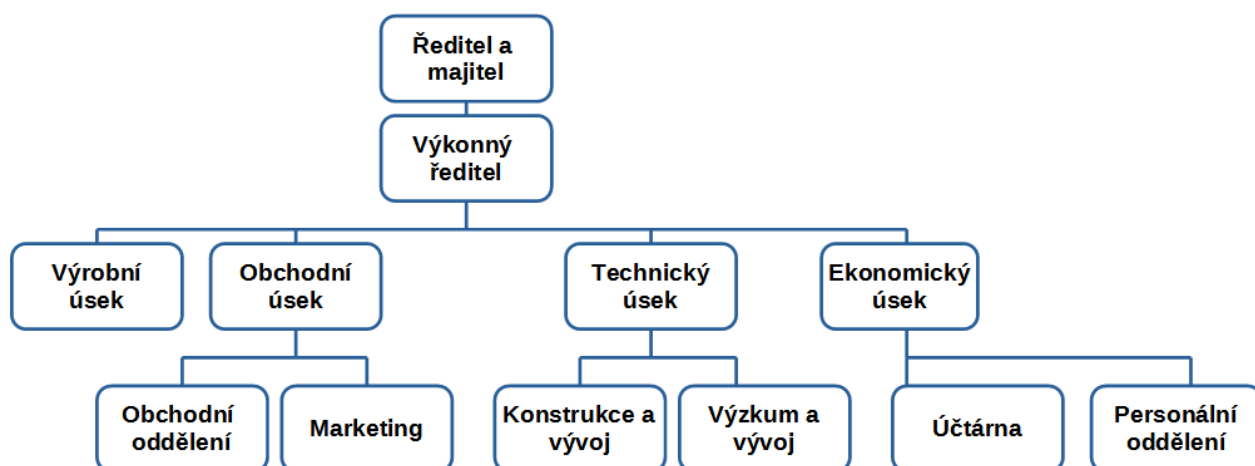 Ředitel a
majitel
Výkonný
ředitel
Výrobní
úsek
Obchodní
úsek
Technický
úsek
Ekonomický
úsek
Obchodní
oddělení
Marketing
Konstrukce a
vývoj
Výzkum a
vývoj
Účtárna
Personální
oddělení